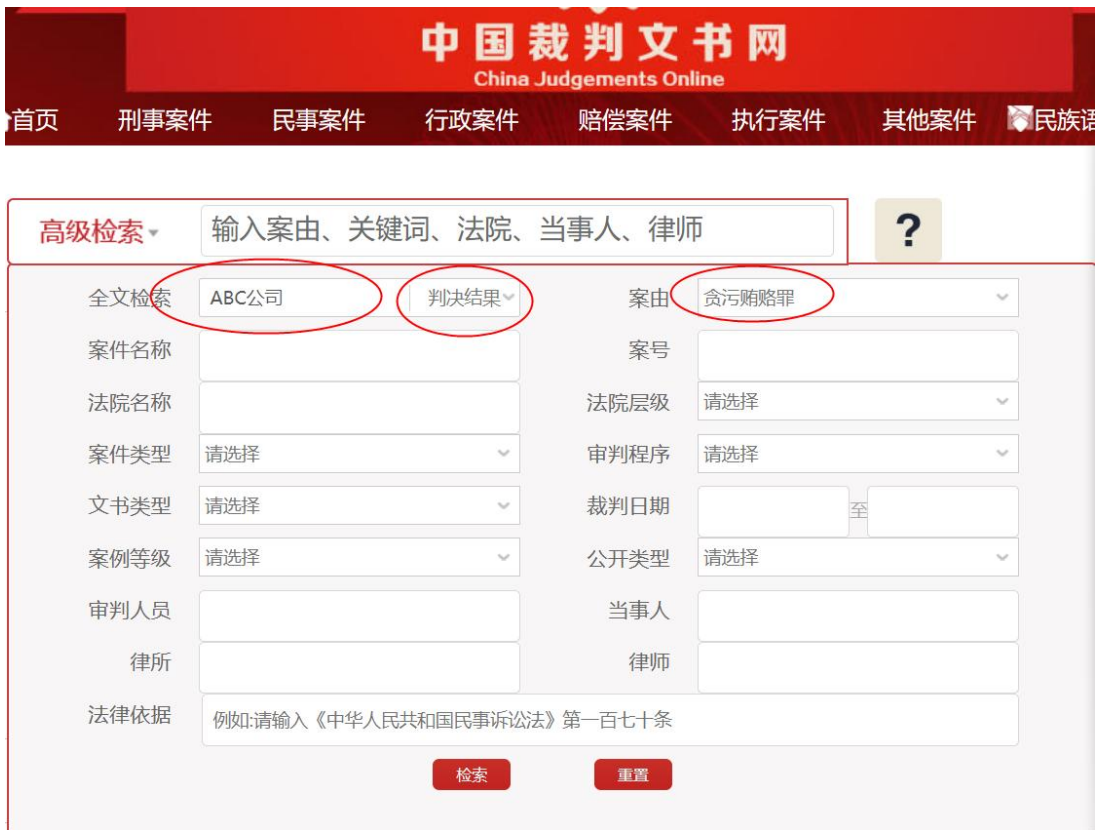 中国裁判文书网
China Judgements Online
首页 刑事案件 民事案件 行政案件 赔偿案件 执行案件 其他案件 民族语
高级检索 输入案由、关键词、法院、当事人、律师 ?
全文检索 ABC公司 判决结果 案由 贪污贿赂罪
案件名称 案号
法院名称 法院层级 请选择
案件类型 请选择 审判程序 请选择
文书类型 请选择 裁判日期 至
案例等级 请选择 公开类型 请选择
审判人员 当事人
律所 律师
法律依据 例如:请输入《中华人民共和国民事诉讼法》第一百七十条
检索 重置